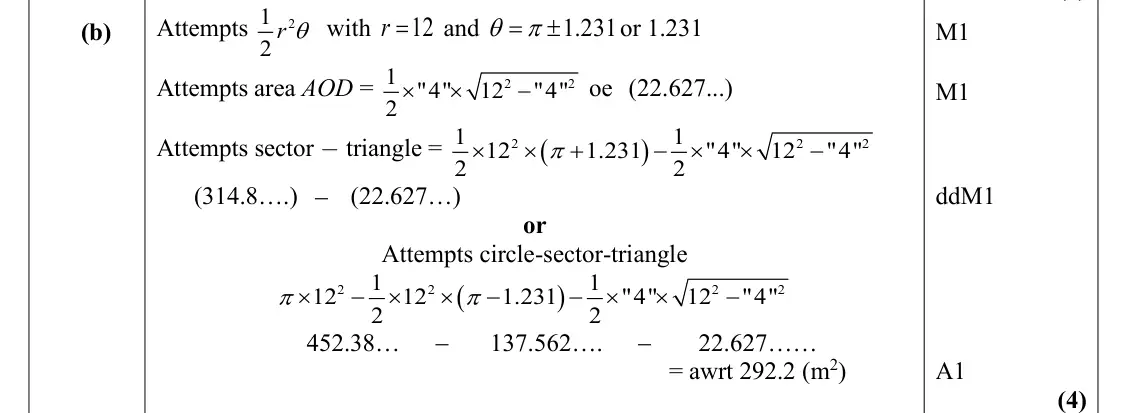 (b) Attempts 1/2 r²θ with r = 12 and θ = π ± 1.231 or 1.231 M1
Attempts area AOD = 1/2 × "4" × √(12² − "4"²) oe (22.627...) M1
Attempts sector − triangle = 1/2 × 12² × (π + 1.231) − 1/2 × "4" × √(12² − "4"²)
(314.8….) – (22.627…) ddM1
or
Attempts circle-sector-triangle
π × 12² − 1/2 × 12² × (π − 1.231) − 1/2 × "4" × √(12² − "4"²)
452.38… – 137.562…. – 22.627……
= awrt 292.2 (m²) A1
(4)